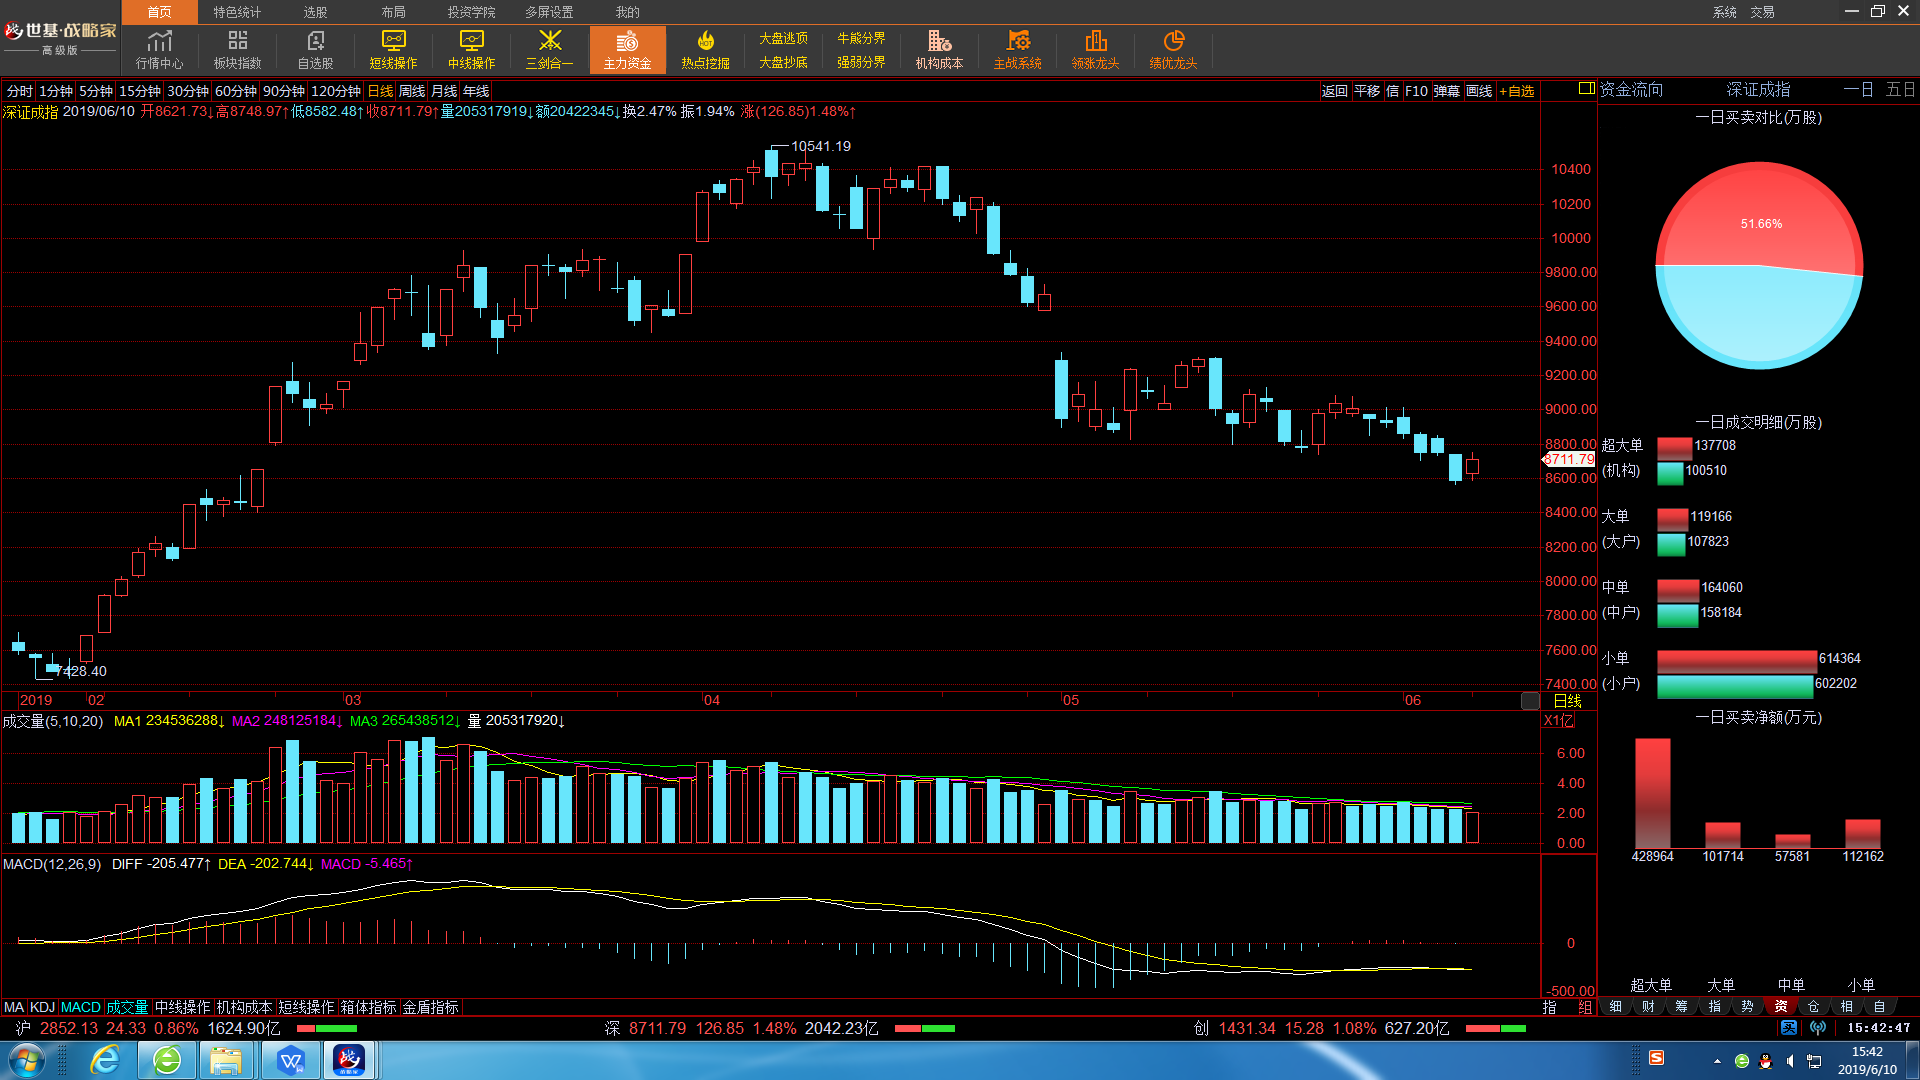 首页 特色统计 选股 布局 投资学院 多屏设置 我的 系统 交易
世基·战略家
高级版
行情中心 板块指数 自选股 短线操作 中线操作 三剑合一 主力资金 热点挖掘 大盘逃顶 大盘抄底 牛熊分界 强弱分界 机构成本 主战系统 领涨龙头 绩优龙头
HOT
分时 1分钟 5分钟 15分钟 30分钟 60分钟 90分钟 120分钟 日线 周线 月线 年线 返回 平移 信 F10 弹幕 画线 +自选
深证成指 2019/06/10 开8621.73↓高8748.97↑低8582.48↑收8711.79↑量205317919↓额20422345↓换2.47% 振1.94% 涨(126.85)1.48%↑
10541.19
7428.40
10400
10200
10000
9800.00
9600.00
9400.00
9200.00
9000.00
8800.00
8711.79
8600.00
8400.00
8200.00
8000.00
7800.00
7600.00
7400.00
2019 02 03 04 05 06 日线
成交量(5,10,20) MA1 234536288↓ MA2 248125184↓ MA3 265438512↓ 量 205317920↓
X1亿
6.00
4.00
2.00
0.00
MACD(12,26,9) DIFF -205.477↑ DEA -202.744↓ MACD -5.465↑
0
-500.00
MA KDJ MACD 成交量 中线操作 机构成本 短线操作 箱体指标 金盾指标 指 组
资金流向 深证成指 一日 五日
一日买卖对比(万股)
51.66%
一日成交明细(万股)
超大单 137708
(机构) 100510
大单 119166
(大户) 107823
中单 164060
(中户) 158184
小单 614364
(小户) 602202
一日买卖净额(万元)
428964 101714 57581 112162
超大单 大单 中单 小单
细 财 筹 指 势 资 仓 相 自
沪 2852.13 24.33 0.86% 1624.90亿 深 8711.79 126.85 1.48% 2042.23亿 创 1431.34 15.28 1.08% 627.20亿 买 15:42:47
15:42
2019/6/10